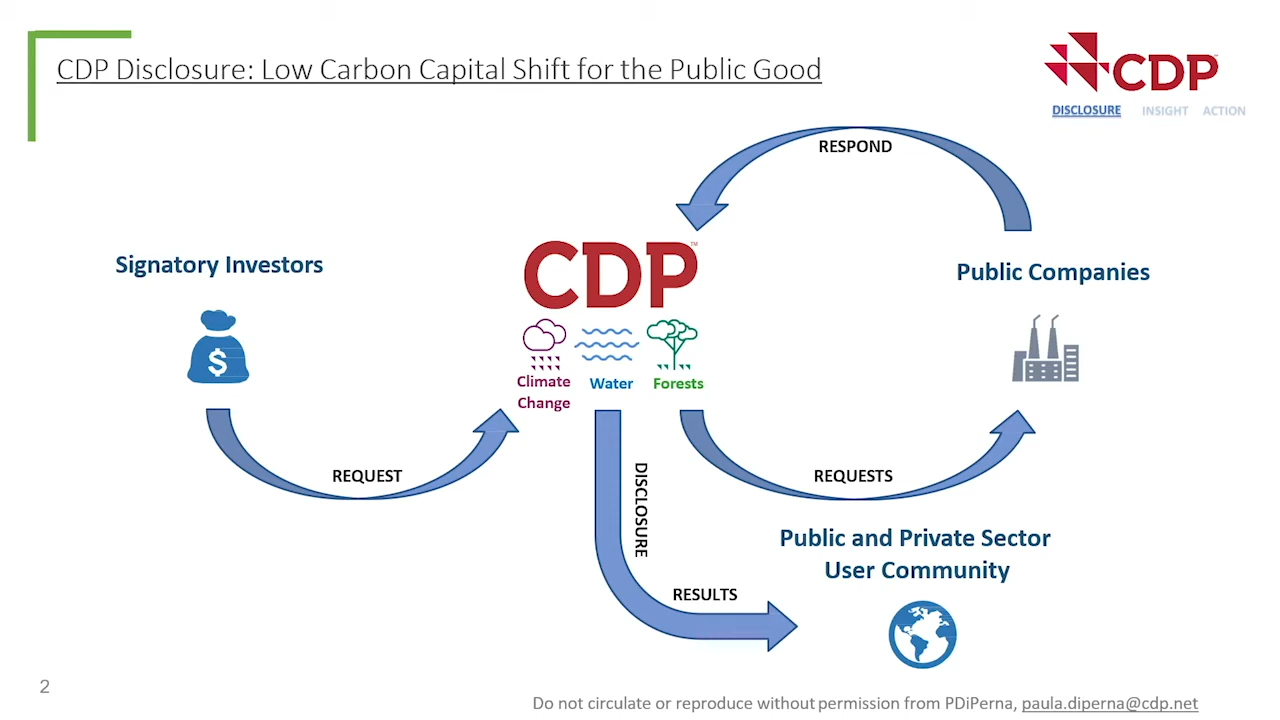 CDP Disclosure: Low Carbon Capital Shift for the Public Good
CDP
DISCLOSURE INSIGHT ACTION
RESPOND
Signatory Investors
CDP™
Public Companies
$
Climate
Change
Water
Forests
REQUEST
DISCLOSURE
REQUESTS
Public and Private Sector
User Community
RESULTS
2
Do not circulate or reproduce without permission from PDiPerna, paula.diperna@cdp.net